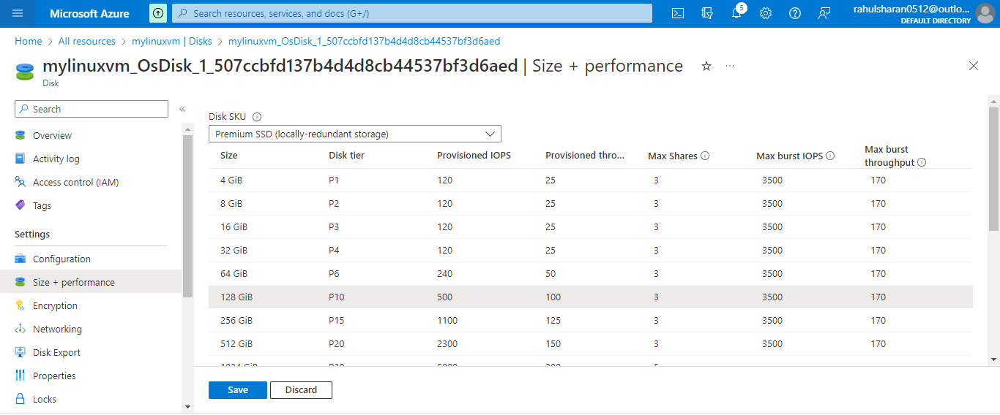 Microsoft Azure
Search resources, services, and docs (G+/)
5
rahulsharan0512@outlo...
DEFAULT DIRECTORY
Home > All resources > mylinuxvm | Disks > mylinuxvm_OsDisk_1_507ccbfd137b4d4d8cb44537bf3d6aed
mylinuxvm_OsDisk_1_507ccbfd137b4d4d8cb44537bf3d6aed | Size + performance
Disk
Search
Overview
Activity log
Access control (IAM)
Tags
Settings
Configuration
Size + performance
Encryption
Networking
Disk Export
Properties
Locks
Disk SKU
Premium SSD (locally-redundant storage)
Size Disk tier Provisioned IOPS Provisioned thro... Max Shares Max burst IOPS Max burst throughput
4 GiB P1 120 25 3 3500 170
8 GiB P2 120 25 3 3500 170
16 GiB P3 120 25 3 3500 170
32 GiB P4 120 25 3 3500 170
64 GiB P6 240 50 3 3500 170
128 GiB P10 500 100 3 3500 170
256 GiB P15 1100 125 3 3500 170
512 GiB P20 2300 150 3 3500 170
Save Discard